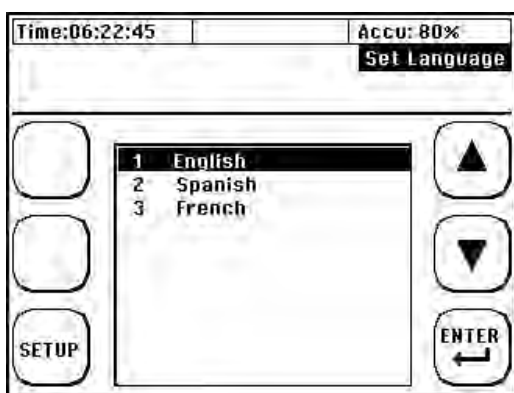 Time:06:22:45
Accu: 80%
Set Language
1 English
2 Spanish
3 French
SETUP
ENTER